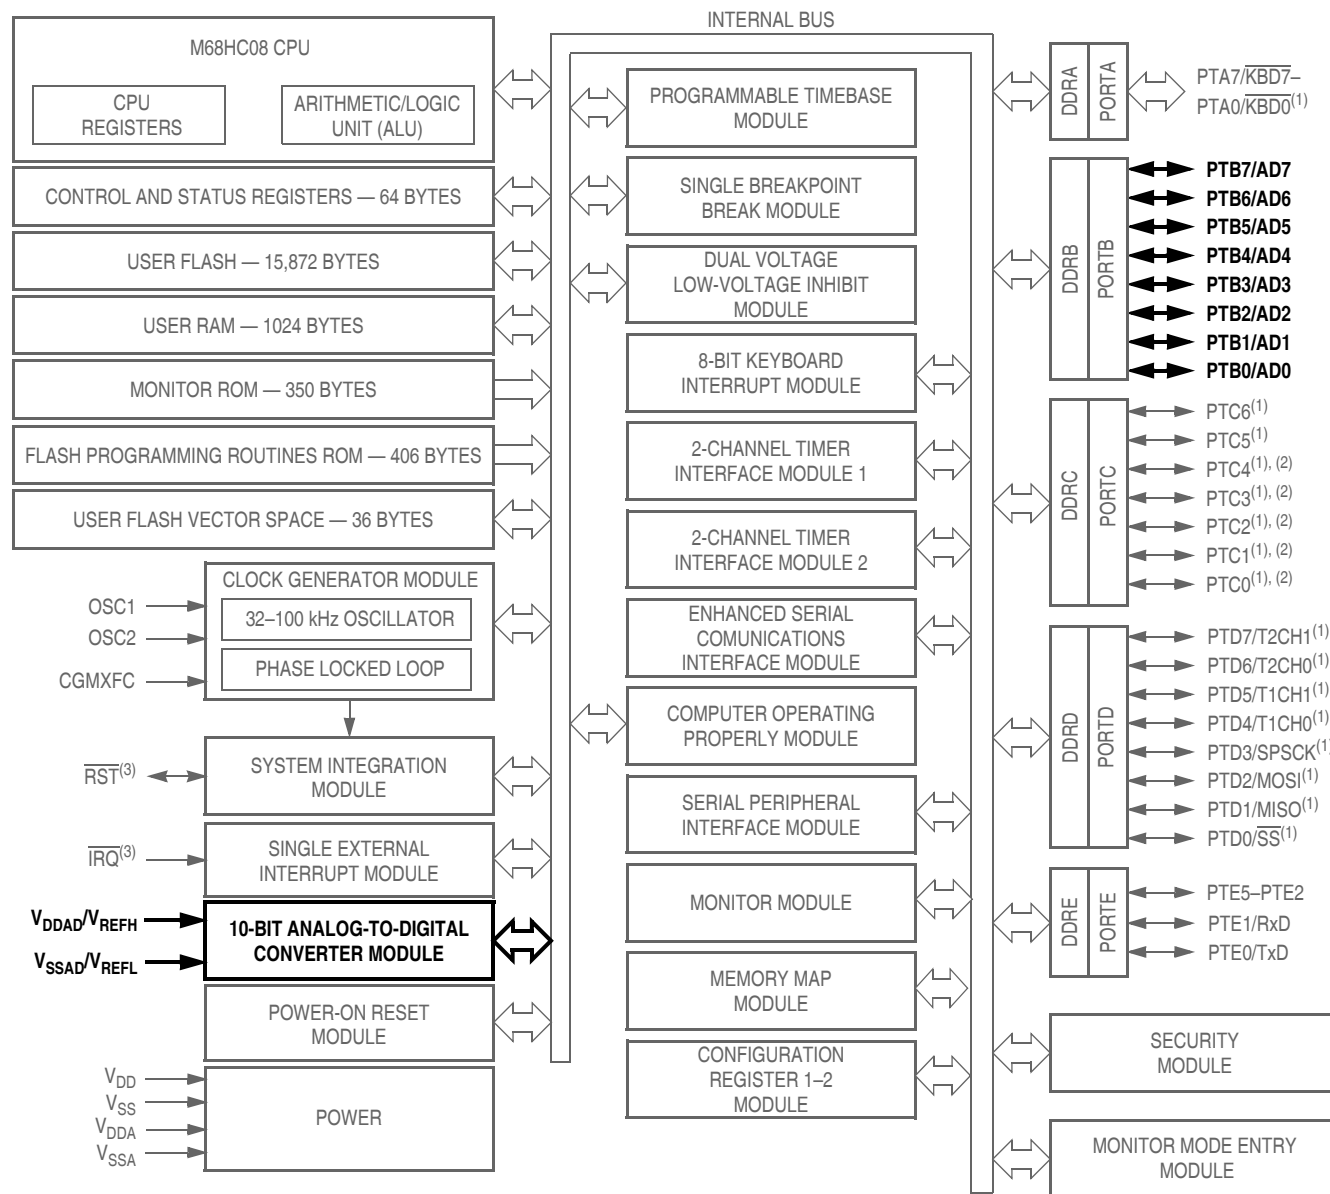 INTERNAL BUS
M68HC08 CPU
CPU
REGISTERS
ARITHMETIC/LOGIC
UNIT (ALU)
CONTROL AND STATUS REGISTERS — 64 BYTES
USER FLASH — 15,872 BYTES
USER RAM — 1024 BYTES
MONITOR ROM — 350 BYTES
FLASH PROGRAMMING ROUTINES ROM — 406 BYTES
USER FLASH VECTOR SPACE — 36 BYTES
CLOCK GENERATOR MODULE
32–100 kHz OSCILLATOR
PHASE LOCKED LOOP
OSC1
OSC2
CGMXFC
SYSTEM INTEGRATION
MODULE
RST(3)
SINGLE EXTERNAL
INTERRUPT MODULE
IRQ(3)
10-BIT ANALOG-TO-DIGITAL
CONVERTER MODULE
VDDAD/VREFH
VSSAD/VREFL
POWER-ON RESET
MODULE
POWER
VDD
VSS
VDDA
VSSA
PROGRAMMABLE TIMEBASE
MODULE
SINGLE BREAKPOINT
BREAK MODULE
DUAL VOLTAGE
LOW-VOLTAGE INHIBIT
MODULE
8-BIT KEYBOARD
INTERRUPT MODULE
2-CHANNEL TIMER
INTERFACE MODULE 1
2-CHANNEL TIMER
INTERFACE MODULE 2
ENHANCED SERIAL
COMUNICATIONS
INTERFACE MODULE
COMPUTER OPERATING
PROPERLY MODULE
SERIAL PERIPHERAL
INTERFACE MODULE
MONITOR MODULE
MEMORY MAP
MODULE
CONFIGURATION
REGISTER 1–2
MODULE
DDRA
PORTA
PTA7/KBD7–
PTA0/KBD0(1)
DDRB
PORTB
PTB7/AD7
PTB6/AD6
PTB5/AD5
PTB4/AD4
PTB3/AD3
PTB2/AD2
PTB1/AD1
PTB0/AD0
DDRC
PORTC
PTC6(1)
PTC5(1)
PTC4(1), (2)
PTC3(1), (2)
PTC2(1), (2)
PTC1(1), (2)
PTC0(1), (2)
DDRD
PORTD
PTD7/T2CH1(1)
PTD6/T2CH0(1)
PTD5/T1CH1(1)
PTD4/T1CH0(1)
PTD3/SPSCK(1)
PTD2/MOSI(1)
PTD1/MISO(1)
PTD0/SS(1)
DDRE
PORTE
PTE5–PTE2
PTE1/RxD
PTE0/TxD
SECURITY
MODULE
MONITOR MODE ENTRY
MODULE